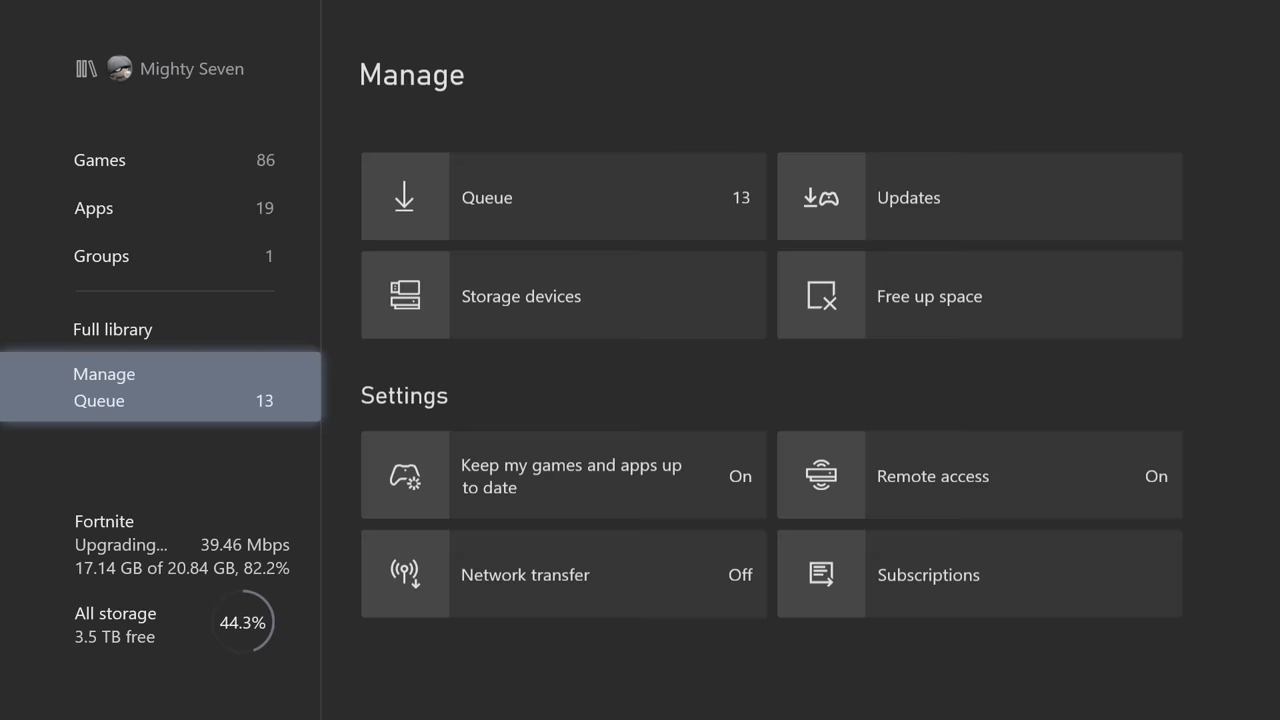 Mighty Seven
Games 86
Apps 19
Groups 1
Full library
Manage
Queue 13
Fortnite
Upgrading... 39.46 Mbps
17.14 GB of 20.84 GB, 82.2%
All storage
3.5 TB free
44.3%
Manage
Queue 13
Updates
Storage devices
Free up space
Settings
Keep my games and apps up
to date
On
Remote access On
Network transfer Off
Subscriptions